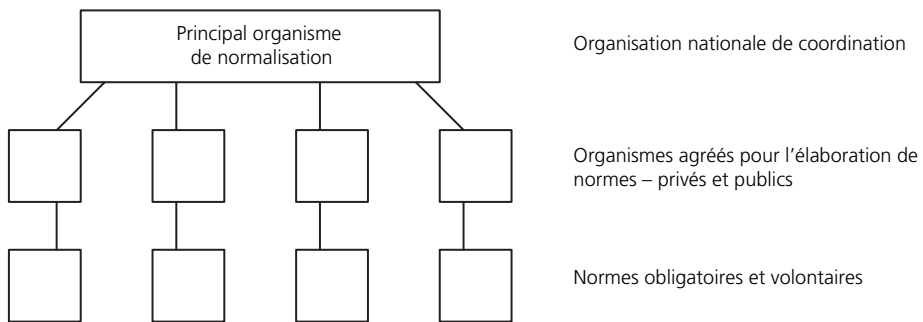 Principal organisme
de normalisation
Organisation nationale de coordination
Organismes agréés pour l'élaboration de
normes – privés et publics
Normes obligatoires et volontaires